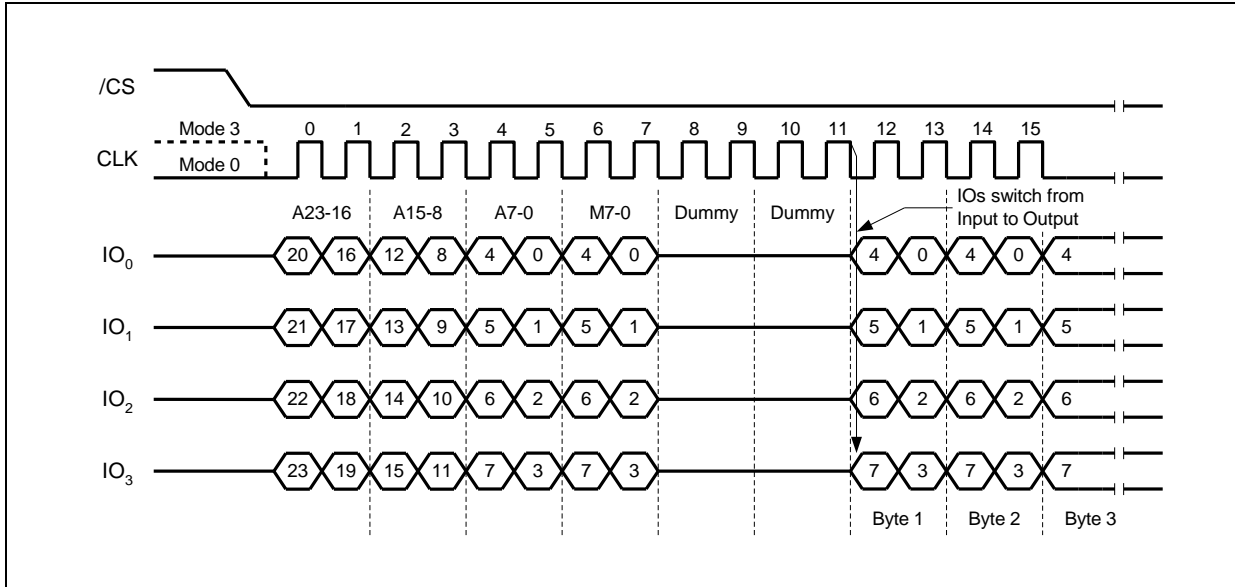 /CS
Mode 3 0 1 2 3 4 5 6 7 8 9 10 11 12 13 14 15
CLK
Mode 0
A23-16 A15-8 A7-0 M7-0 Dummy Dummy IOs switch from
Input to Output
IO0 20 16 12 8 4 0 4 0 4 0 4 0 4
IO1 21 17 13 9 5 1 5 1 5 1 5 1 5
IO2 22 18 14 10 6 2 6 2 6 2 6 2 6
IO3 23 19 15 11 7 3 7 3 7 3 7 3 7
Byte 1 Byte 2 Byte 3